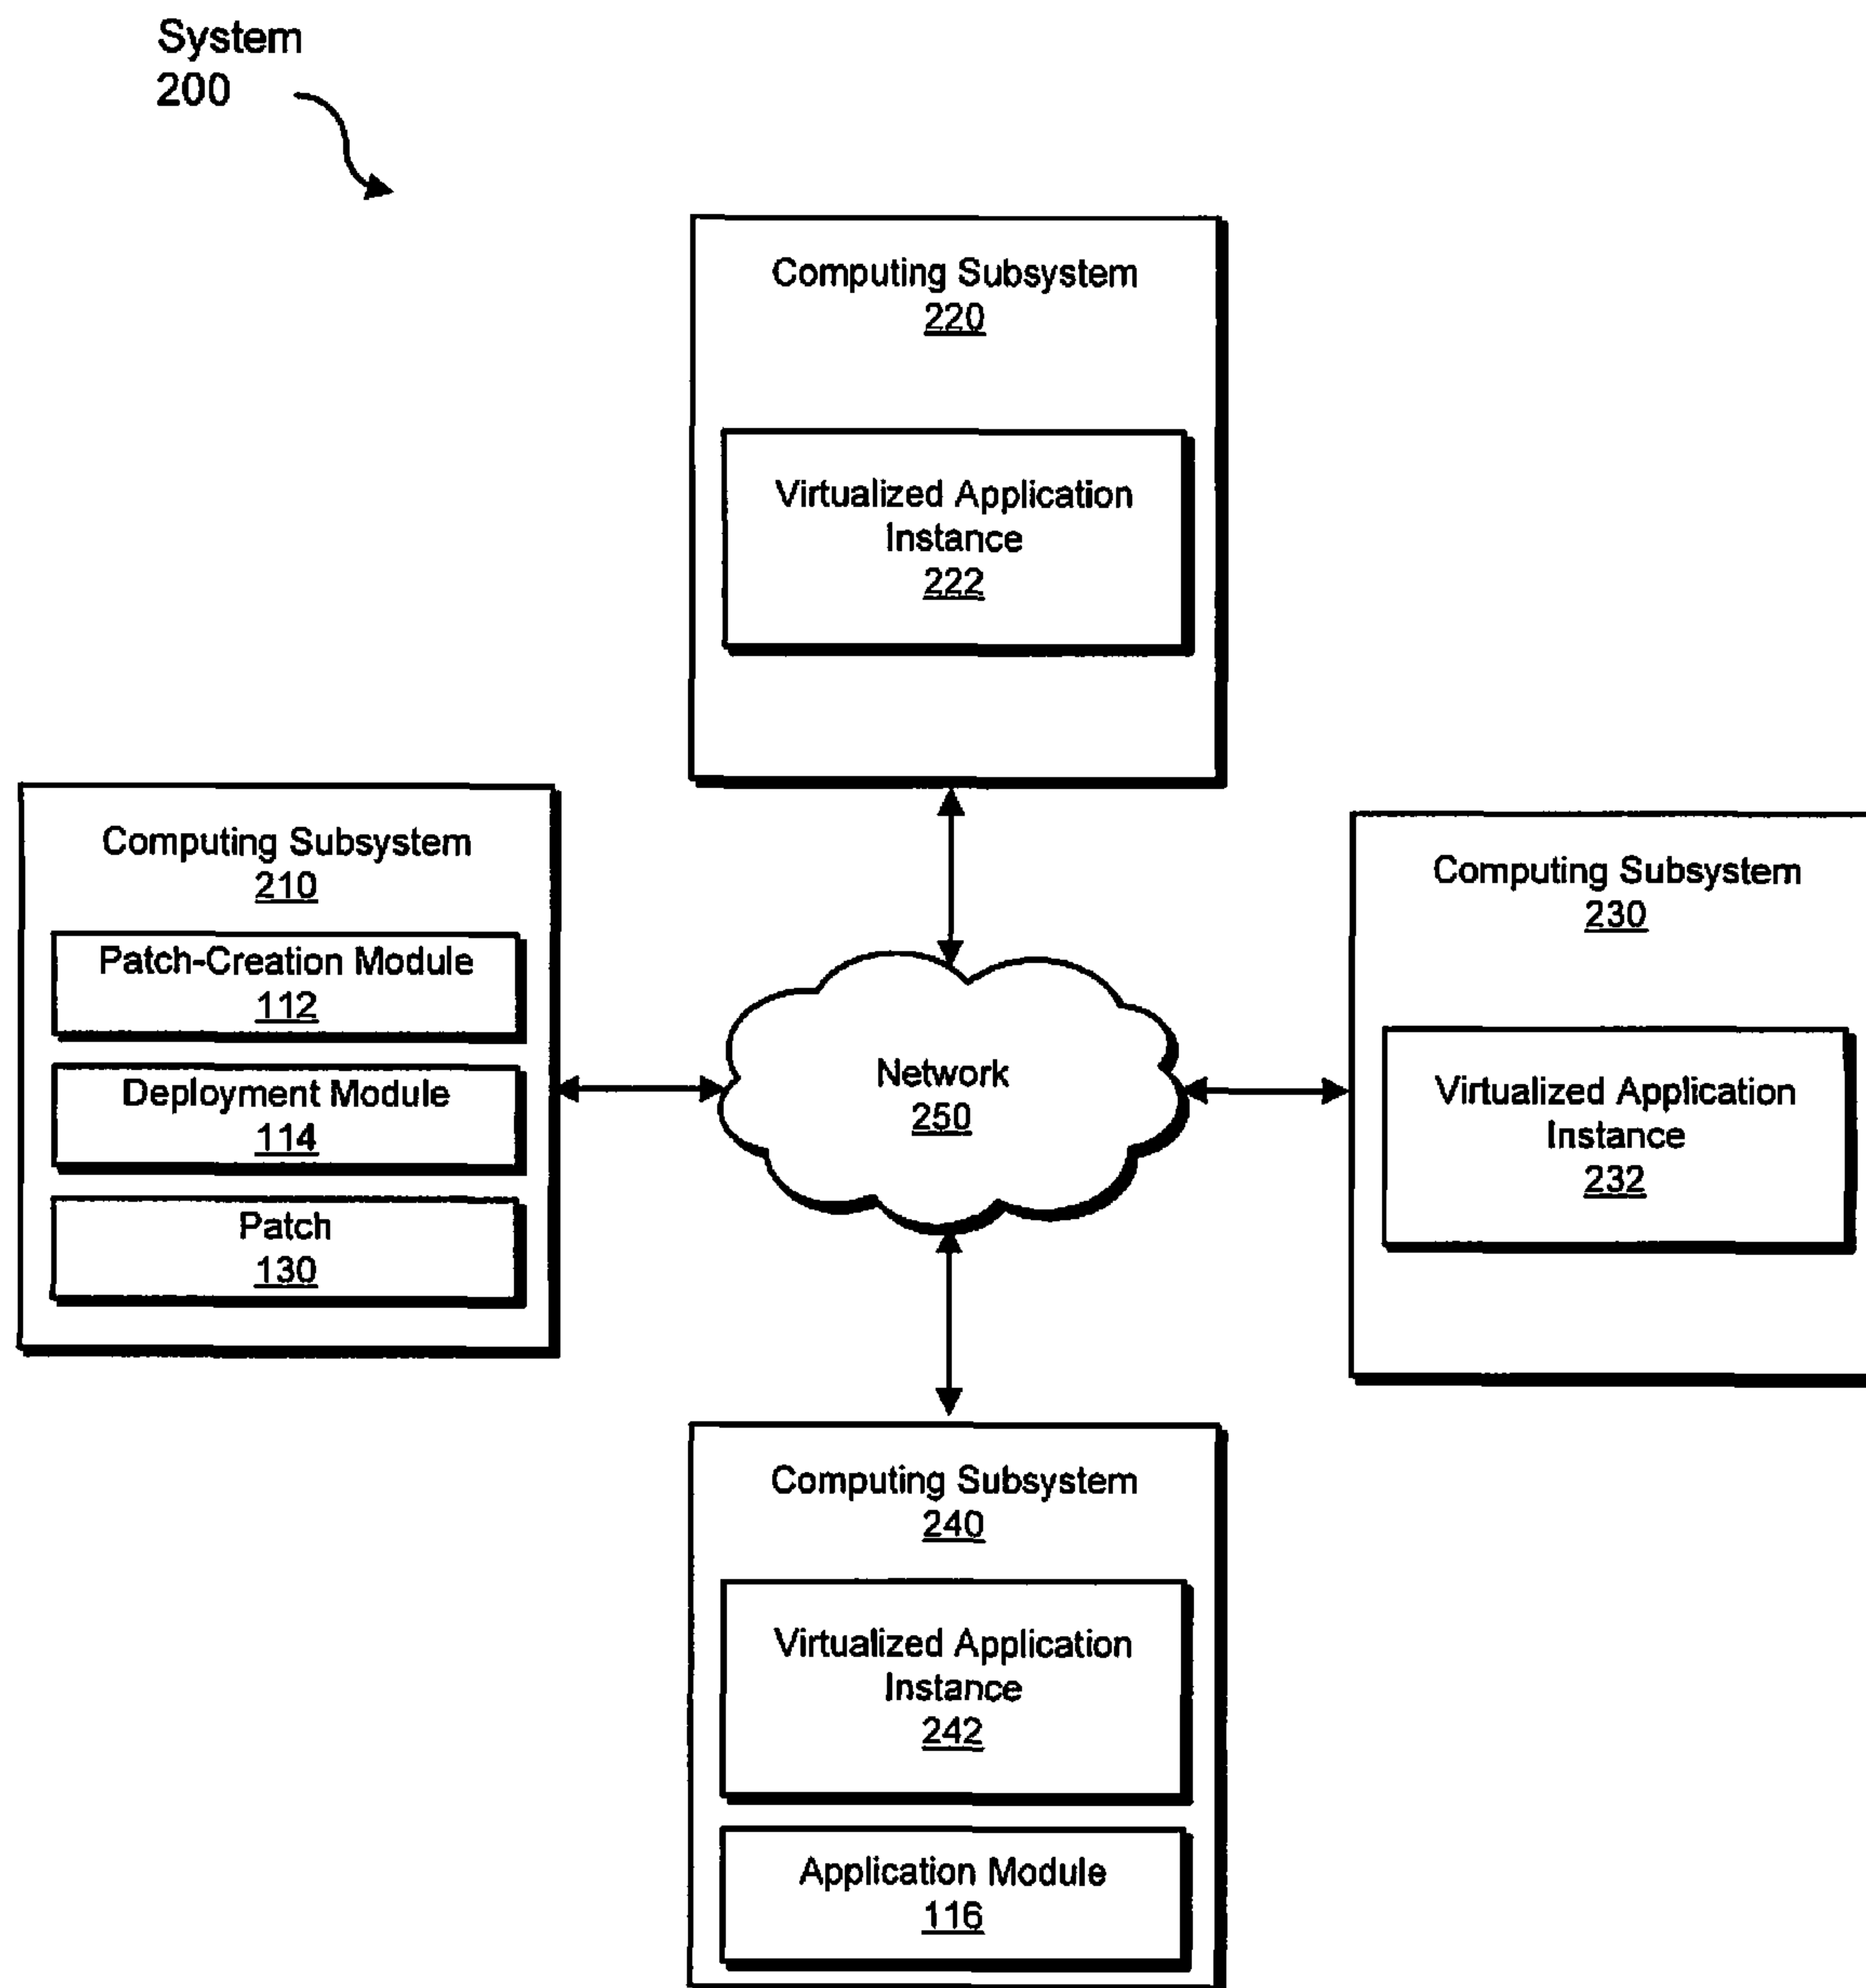 System
200
Computing Subsystem
220
Virtualized Application
Instance
222
Computing Subsystem
210
Patch-Creation Module
112
Deployment Module
114
Patch
130
Network
250
Computing Subsystem
230
Virtualized Application
Instance
232
Computing Subsystem
240
Virtualized Application
Instance
242
Application Module
116